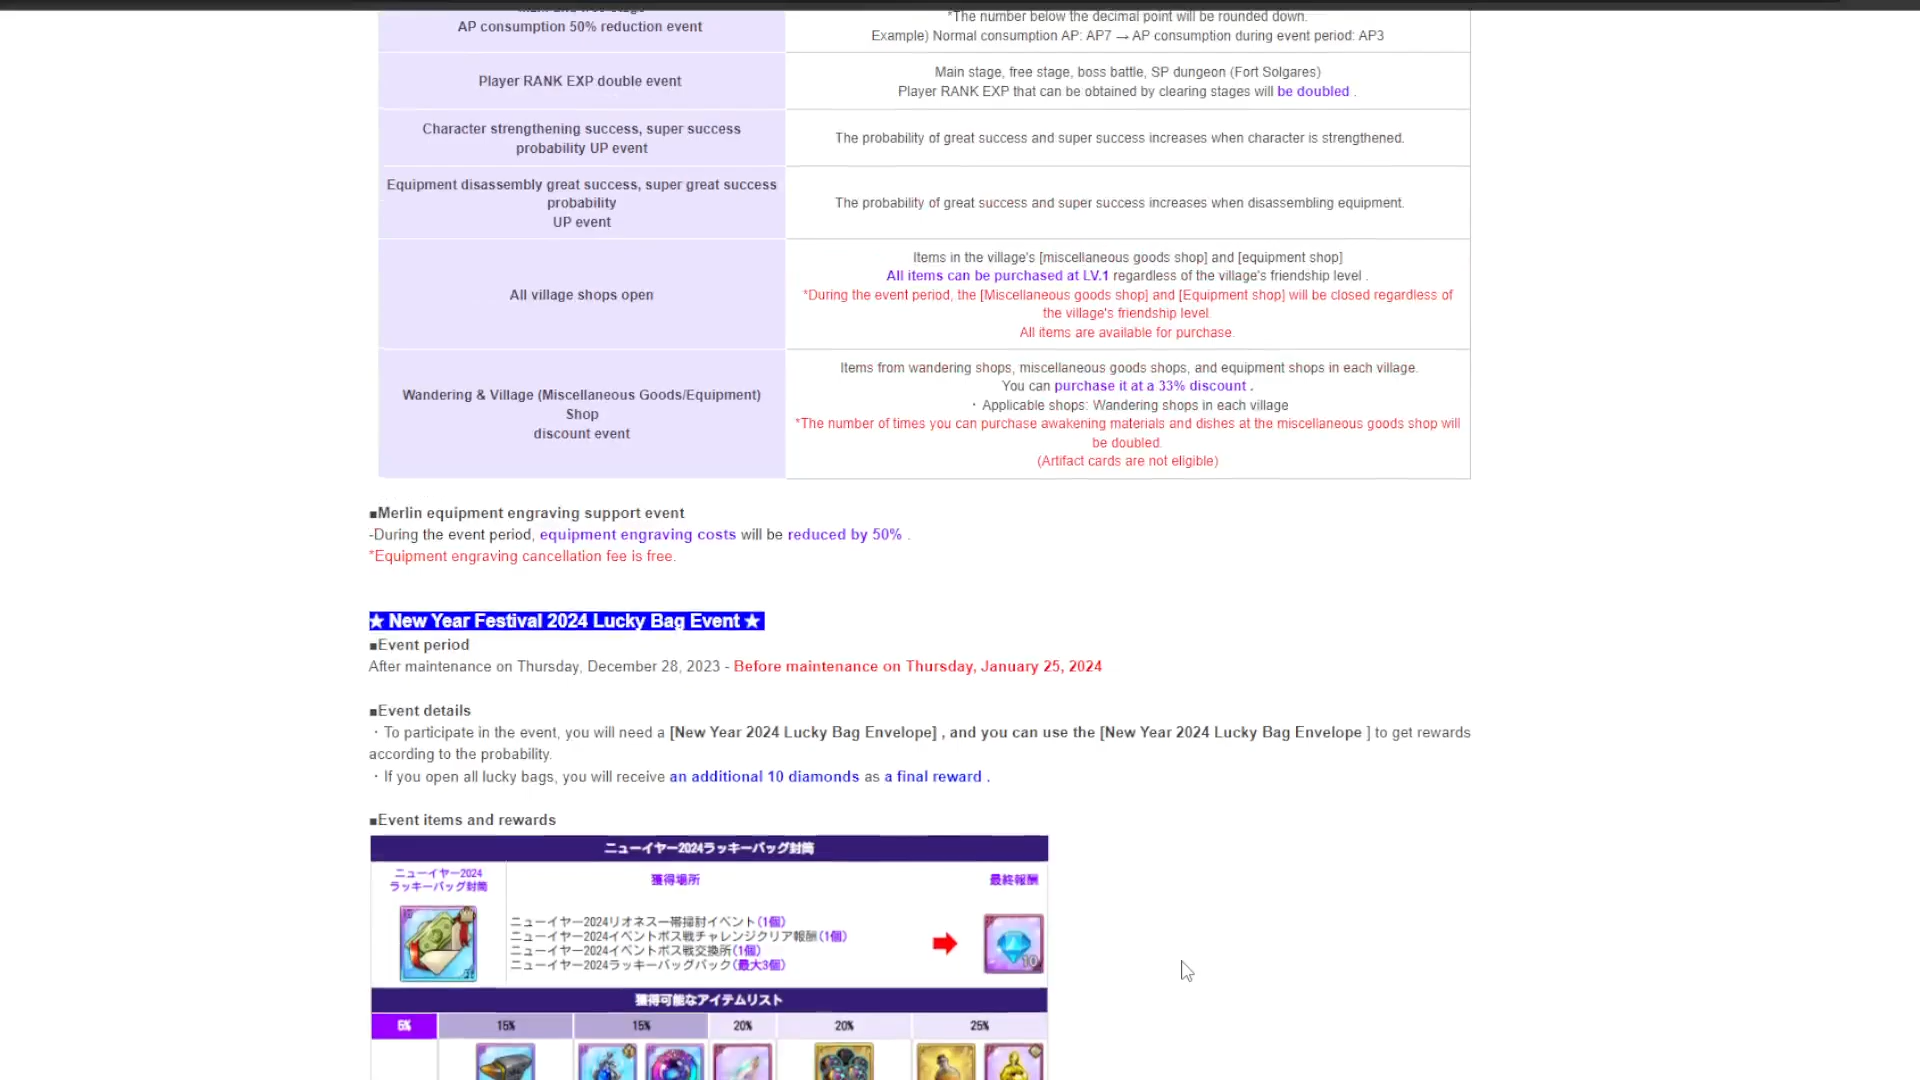 AP consumption 50% reduction event
*The number below the decimal point will be rounded down.
Example) Normal consumption AP: AP7 → AP consumption during event period: AP3
Player RANK EXP double event
Main stage, free stage, boss battle, SP dungeon (Fort Solgares)
Player RANK EXP that can be obtained by clearing stages will be doubled .
Character strengthening success, super success
probability UP event
The probability of great success and super success increases when character is strengthened.
Equipment disassembly great success, super great success
probability
UP event
The probability of great success and super success increases when disassembling equipment.
All village shops open
Items in the village's [miscellaneous goods shop] and [equipment shop]
All items can be purchased at LV.1 regardless of the village's friendship level .
*During the event period, the [Miscellaneous goods shop] and [Equipment shop] will be closed regardless of
the village's friendship level.
All items are available for purchase.
Wandering & Village (Miscellaneous Goods/Equipment)
Shop
discount event
Items from wandering shops, miscellaneous goods shops, and equipment shops in each village.
You can purchase it at a 33% discount .
・ Applicable shops: Wandering shops in each village
*The number of times you can purchase awakening materials and dishes at the miscellaneous goods shop will
be doubled.
(Artifact cards are not eligible)
■Merlin equipment engraving support event
-During the event period, equipment engraving costs will be reduced by 50% .
*Equipment engraving cancellation fee is free.
★ New Year Festival 2024 Lucky Bag Event ★
■Event period
After maintenance on Thursday, December 28, 2023 - Before maintenance on Thursday, January 25, 2024
■Event details
・To participate in the event, you will need a [New Year 2024 Lucky Bag Envelope] , and you can use the [New Year 2024 Lucky Bag Envelope ] to get rewards
according to the probability.
・If you open all lucky bags, you will receive an additional 10 diamonds as a final reward .
■Event items and rewards
ニューイヤー2024ラッキーバッグ封筒
ニューイヤー2024
ラッキーバッグ封筒
獲得場所
最終報酬
ニューイヤー2024リオネス一帯掃討イベント(1個)
ニューイヤー2024イベントボス戦チャレンジクリア報酬(1個)
ニューイヤー2024イベントボス戦交換所(1個)
ニューイヤー2024ラッキーバッグパック(最大3個)
10
獲得可能なアイテムリスト
5% 15% 15% 20% 20% 25%